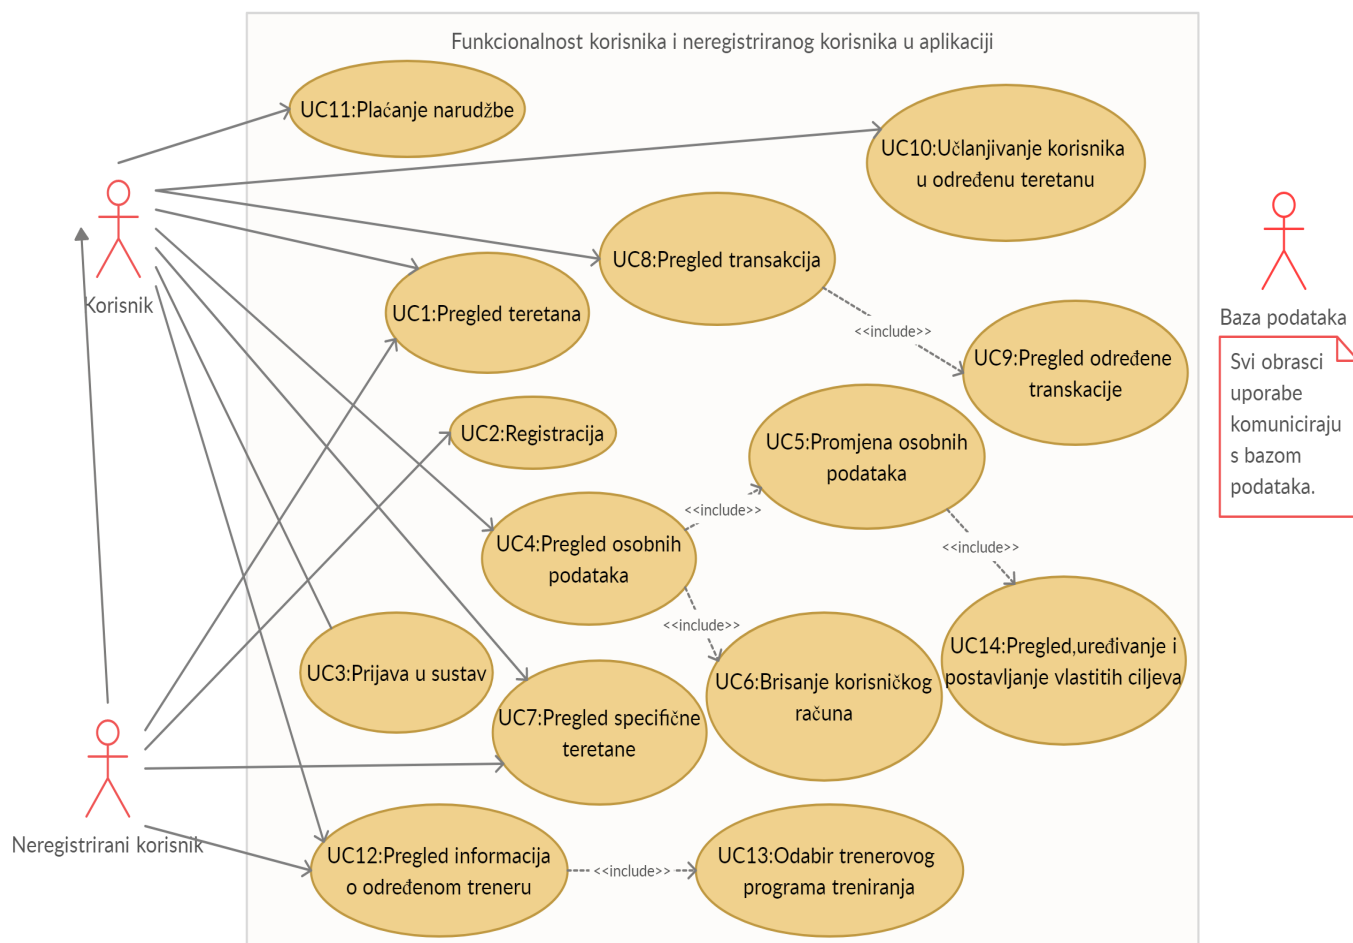 Funkcionalnost korisnika i neregistriranog korisnika u aplikaciji
UC11:Plaćanje narudžbe
UC10:Učlanjivanje korisnika
u određenu teretanu
UC8:Pregled transakcija
Korisnik
UC1:Pregled teretana
Baza podataka
<<include>>
UC9:Pregled određene
transkacije
Svi obrasci
uporabe
komuniciraju
s bazom
podataka.
UC2:Registracija
UC5:Promjena osobnih
podataka
<<include>>
UC4:Pregled osobnih
podataka
<<include>>
<<include>>
UC3:Prijava u sustav
UC14:Pregled,uređivanje i
postavljanje vlastitih ciljeva
UC6:Brisanje korisničkog
računa
UC7:Pregled specifične
teretane
Neregistrirani korisnik
UC12:Pregled informacija
o određenom treneru
<<include>>
UC13:Odabir trenerovog
programa treniranja